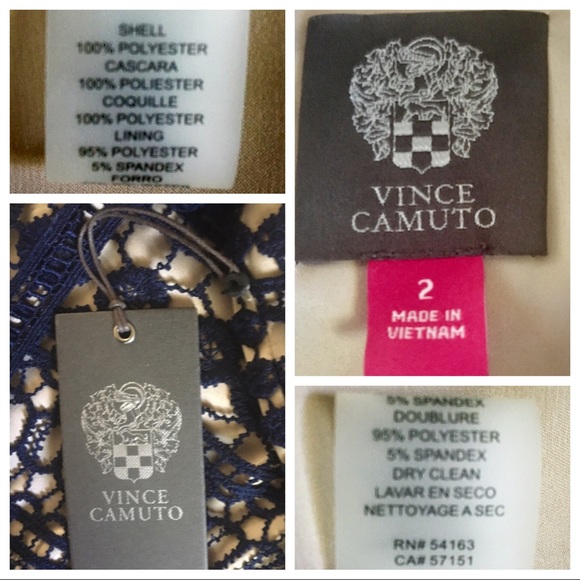 SHELL
100% POLYESTER
CASCARA
100% POLIESTER
COQUILLE
100% POLYESTER
LINING
95% POLYESTER
5% SPANDEX
FORRO
VINCE
CAMUTO
2
MADE IN
VIETNAM
VINCE
CAMUTO
5% SPANDEX
DOUBLURE
95% POLYESTER
5% SPANDEX
DRY CLEAN
LAVAR EN SECO
NETTOYAGE A SEC
RN# 54163
CA# 57151